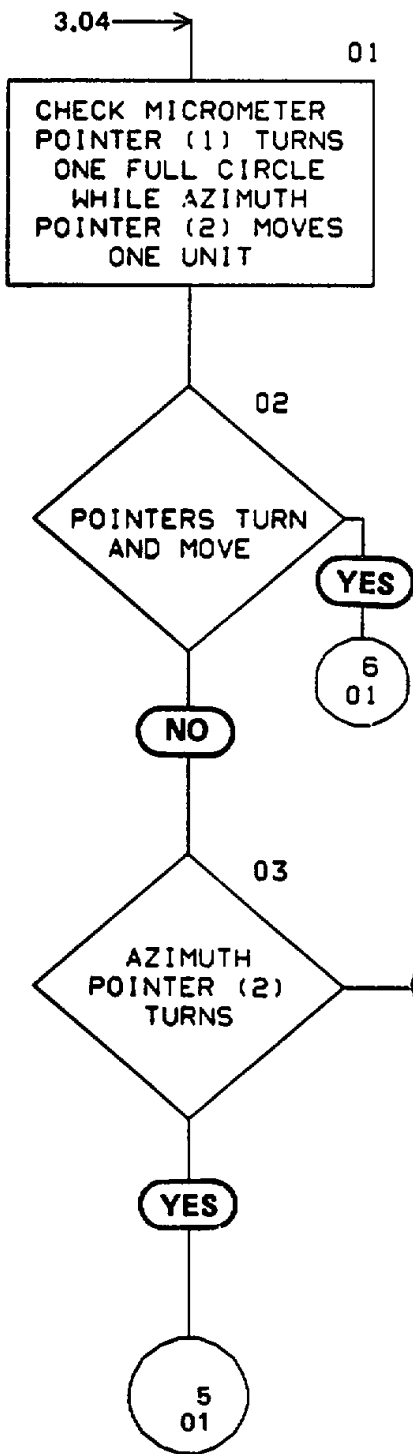 3.04
01
CHECK MICROMETER
POINTER (1) TURNS
ONE FULL CIRCLE
WHILE AZIMUTH
POINTER (2) MOVES
ONE UNIT
02
POINTERS TURN
AND MOVE
YES
6
01
NO
03
AZIMUTH
POINTER (2)
TURNS
YES
5
01